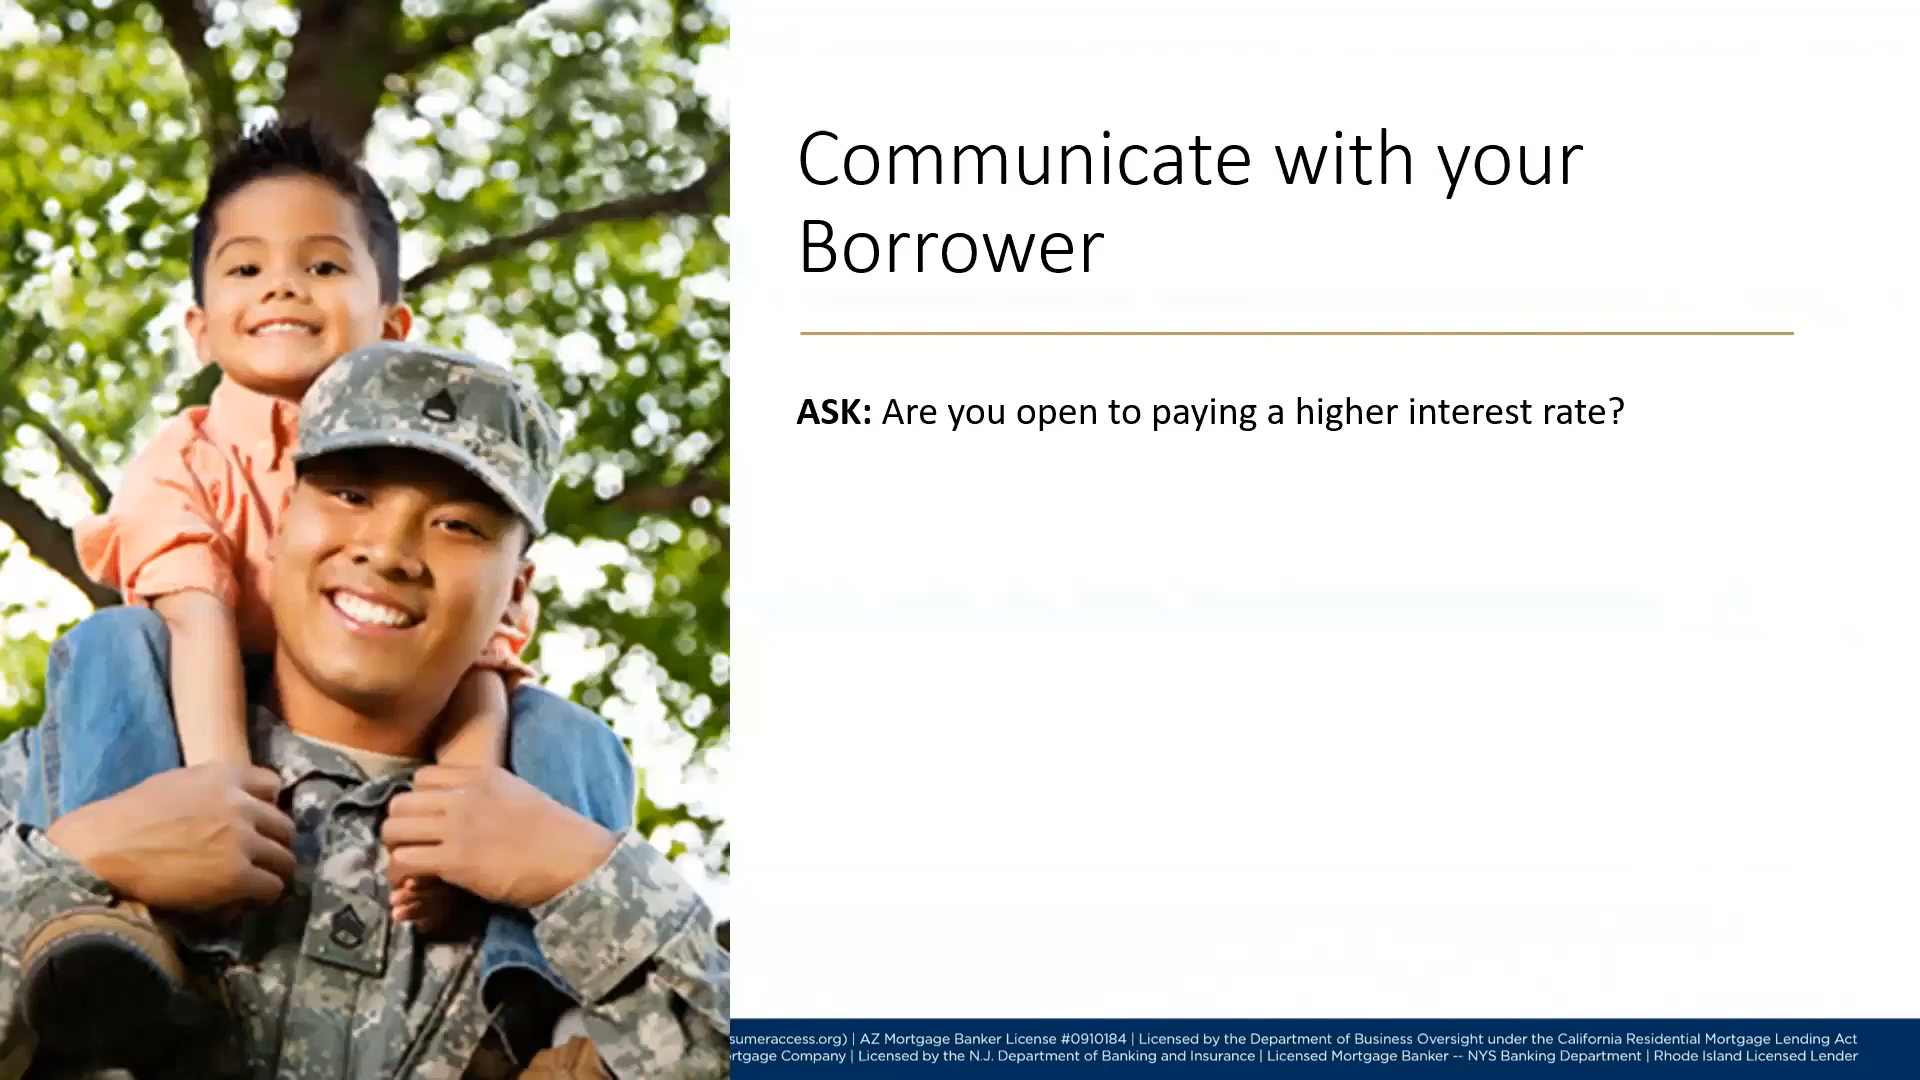 Communicate with your
Borrower
ASK: Are you open to paying a higher interest rate?
sumeraccess.org) | AZ Mortgage Banker License #0910184 | Licensed by the Department of Business Oversight under the California Residential Mortgage Lending Act
rtgage Company | Licensed by the N.J. Department of Banking and Insurance | Licensed Mortgage Banker -- NYS Banking Department | Rhode Island Licensed Lender